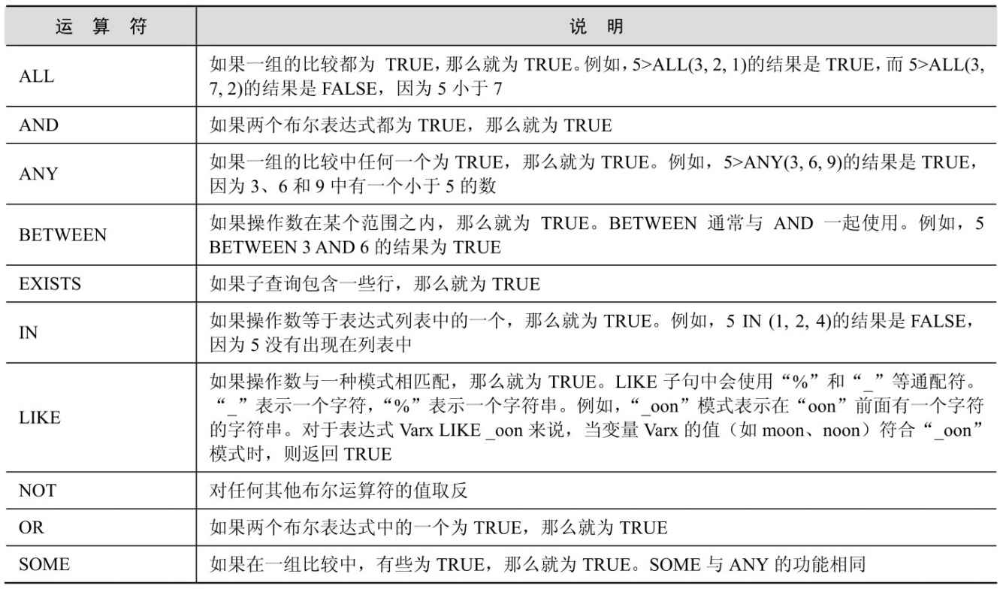 运 算 符 说 明
ALL 如果一组的比较都为 TRUE，那么就为 TRUE。例如，5>ALL(3, 2, 1)的结果是 TRUE，而 5>ALL(3,
7, 2)的结果是 FALSE，因为 5 小于 7
AND 如果两个布尔表达式都为 TRUE，那么就为 TRUE
ANY 如果一组的比较中任何一个为 TRUE，那么就为 TRUE。例如，5>ANY(3, 6, 9)的结果是 TRUE，
因为 3、6 和 9 中有一个小于 5 的数
BETWEEN 如果操作数在某个范围之内，那么就为 TRUE。BETWEEN 通常与 AND 一起使用。例如，5
BETWEEN 3 AND 6 的结果为 TRUE
EXISTS 如果子查询包含一些行，那么就为 TRUE
IN 如果操作数等于表达式列表中的一个，那么就为 TRUE。例如，5 IN (1, 2, 4)的结果是 FALSE，
因为 5 没有出现在列表中
LIKE 如果操作数与一种模式相匹配，那么就为 TRUE。LIKE 子句中会使用“%”和“_”等通配符。
“_”表示一个字符，“%”表示一个字符串。例如，“_oon”模式表示在“oon”前面有一个字符
的字符串。对于表达式 Varx LIKE _oon 来说，当变量 Varx 的值（如 moon、noon）符合“_oon”
模式时，则返回 TRUE
NOT 对任何其他布尔运算符的值取反
OR 如果两个布尔表达式中的一个为 TRUE，那么就为 TRUE
SOME 如果在一组比较中，有些为 TRUE，那么就为 TRUE。SOME 与 ANY 的功能相同